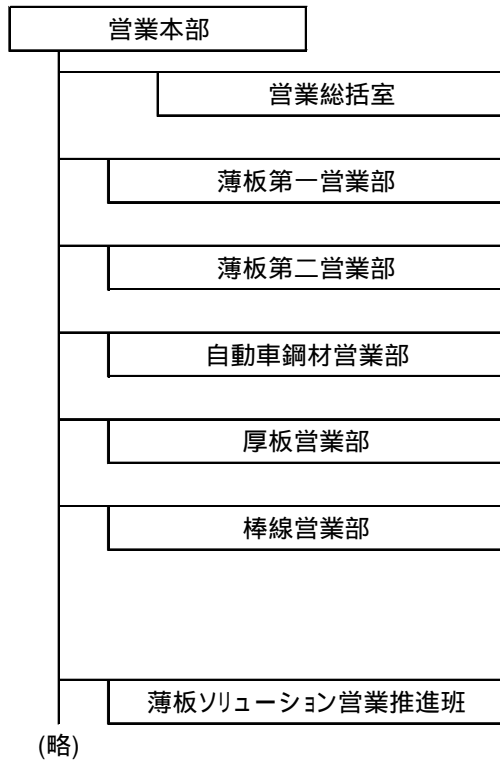 営業本部
営業総括室
薄板第一営業部
薄板第二営業部
自動車鋼材営業部
厚板営業部
棒線営業部
薄板ソリューション営業推進班
(略)